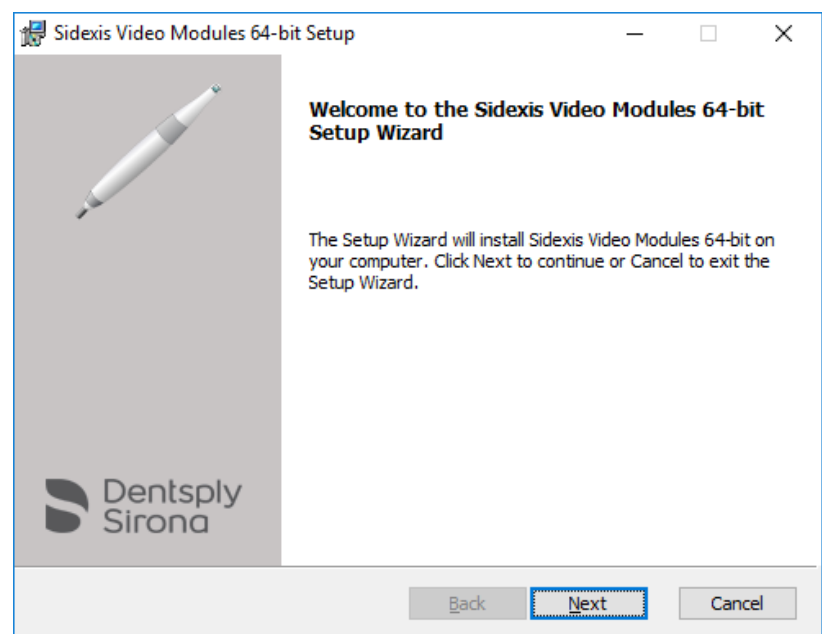 Sidexis Video Modules 64-bit Setup
Welcome to the Sidexis Video Modules 64-bit
Setup Wizard
The Setup Wizard will install Sidexis Video Modules 64-bit on
your computer. Click Next to continue or Cancel to exit the
Setup Wizard.
Dentsply
Sirona
Back
Next
Cancel